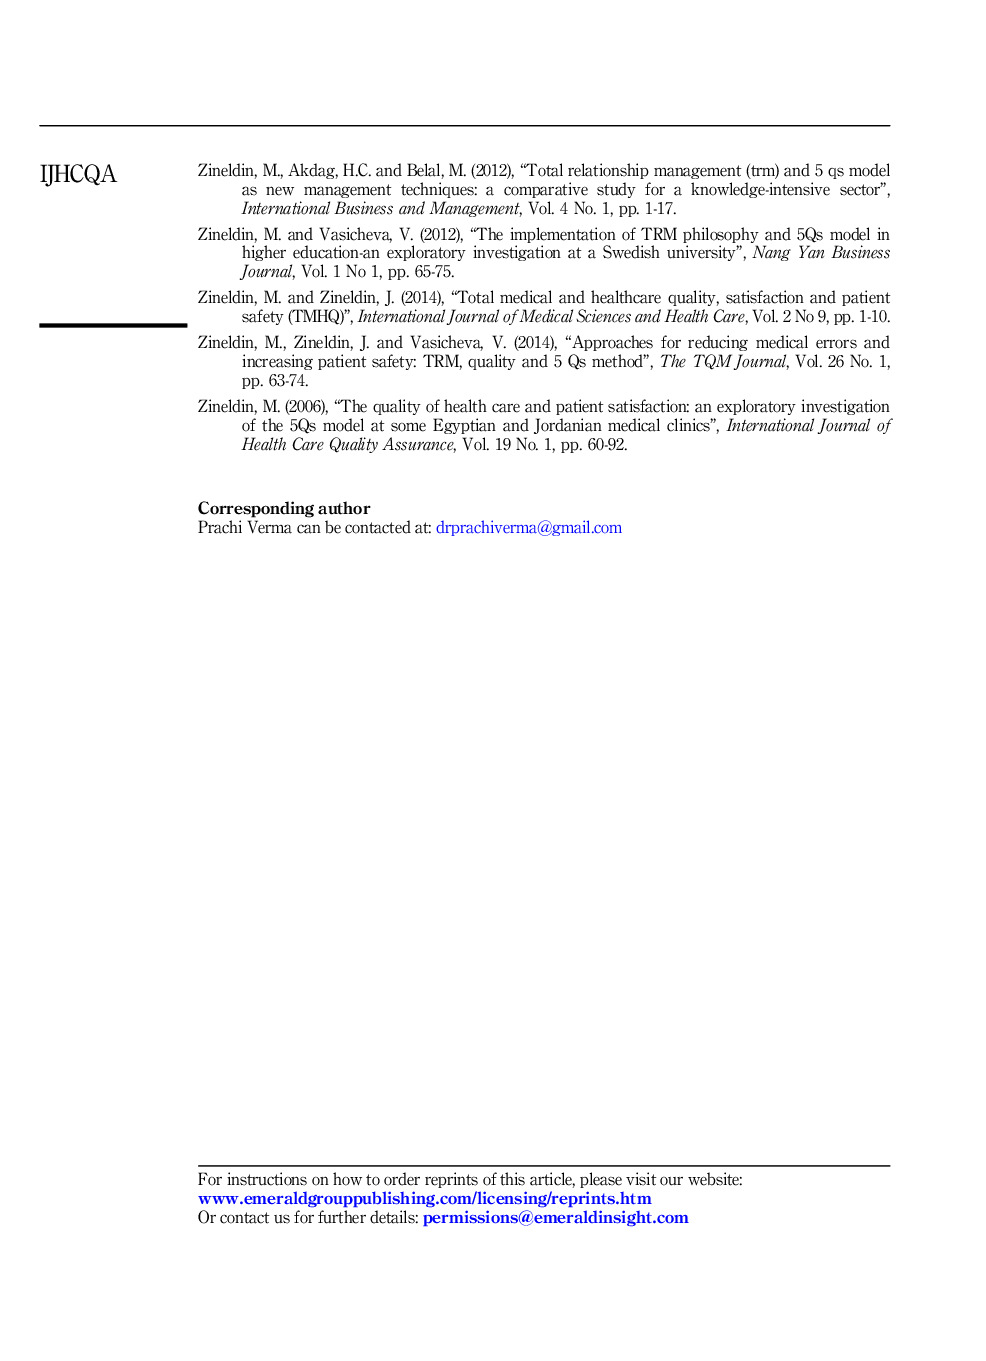 IJHCQA
Zineldin, M., Akdag, H.C. and Belal, M. (2012), “Total relationship management (trm) and 5 qs model
as new management techniques: a comparative study for a knowledge-intensive sector”,
International Business and Management, Vol. 4 No. 1, pp. 1-17.
Zineldin, M. and Vasicheva, V. (2012), “The implementation of TRM philosophy and 5Qs model in
higher education-an exploratory investigation at a Swedish university”, Nang Yan Business
Journal, Vol. 1 No 1, pp. 65-75.
Zineldin, M. and Zineldin, J. (2014), “Total medical and healthcare quality, satisfaction and patient
safety (TMHQ)”, International Journal of Medical Sciences and Health Care, Vol. 2 No 9, pp. 1-10.
Zineldin, M., Zineldin, J. and Vasicheva, V. (2014), “Approaches for reducing medical errors and
increasing patient safety: TRM, quality and 5 Qs method”, The TQM Journal, Vol. 26 No. 1,
pp. 63-74.
Zineldin, M. (2006), “The quality of health care and patient satisfaction: an exploratory investigation
of the 5Qs model at some Egyptian and Jordanian medical clinics”, International Journal of
Health Care Quality Assurance, Vol. 19 No. 1, pp. 60-92.
Corresponding author
Prachi Verma can be contacted at: drprachiverma@gmail.com
For instructions on how to order reprints of this article, please visit our website:
www.emeraldgrouppublishing.com/licensing/reprints.htm
Or contact us for further details: permissions@emeraldinsight.com